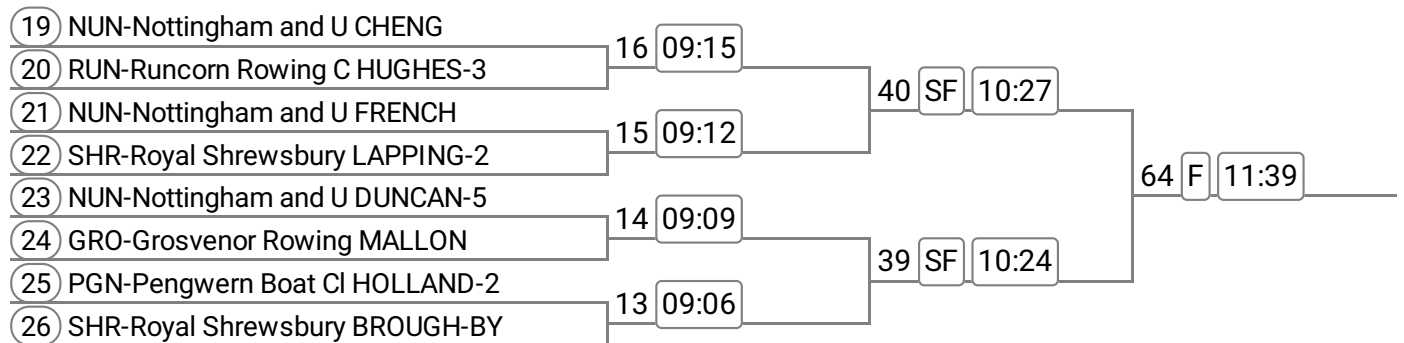 19 NUN-Nottingham and U CHENG
20 RUN-Runcorn Rowing C HUGHES-3
21 NUN-Nottingham and U FRENCH
22 SHR-Royal Shrewsbury LAPPING-2
23 NUN-Nottingham and U DUNCAN-5
24 GRO-Grosvenor Rowing MALLON
25 PGN-Pengwern Boat Cl HOLLAND-2
26 SHR-Royal Shrewsbury BROUGH-BY
16 09:15
15 09:12
14 09:09
13 09:06
40 SF 10:27
39 SF 10:24
64 F 11:39